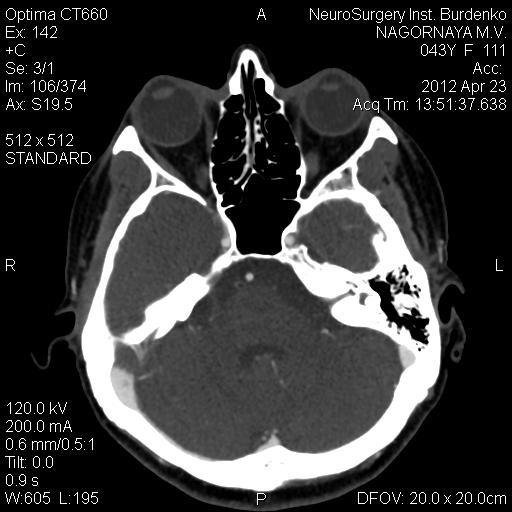 Optima CT660
Ex: 142
+C
Se: 3/1
Im: 106/374
Ax: S19.5
512 x 512
STANDARD
A
NeuroSurgery Inst. Burdenko
NAGORNAYA M.V.
043Y F 111
Acc:
2012 Apr 23
Acq Tm: 13:51:37.638
R
L
120.0 kV
200.0 mA
0.6 mm/0.5:1
Tilt: 0.0
0.9 s
W:605 L:195
P
DFOV: 20.0 x 20.0cm